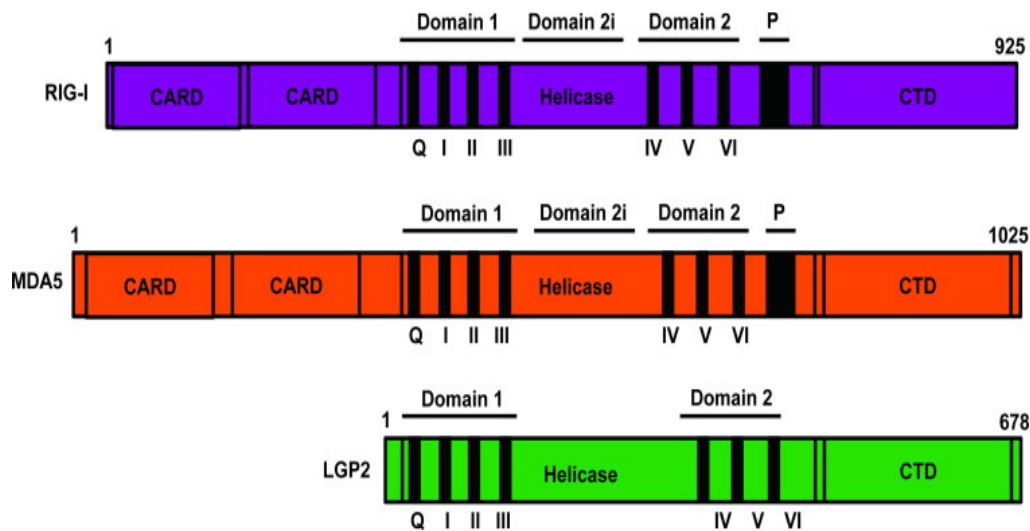 Domain 1 Domain 2i Domain 2 P
1 925
RIG-I CARD CARD Helicase CTD
Q I II III IV V VI
Domain 1 Domain 2i Domain 2 P
1 1025
MDA5 CARD CARD Helicase CTD
Q I II III IV V VI
Domain 1 Domain 2
1 678
LGP2 Helicase CTD
Q I II III IV V VI